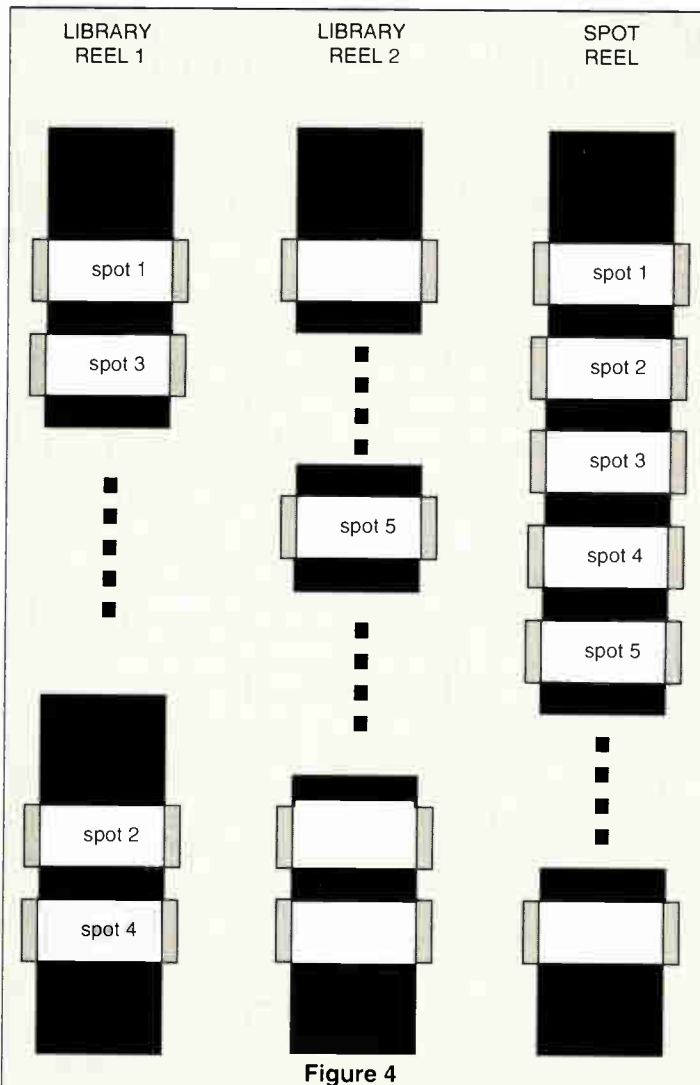 LIBRARY
REEL 1
LIBRARY
REEL 2
SPOT
REEL
spot 1
spot 3
spot 2
spot 4
spot 5
spot 1
spot 2
spot 3
spot 4
spot 5
Figure 4